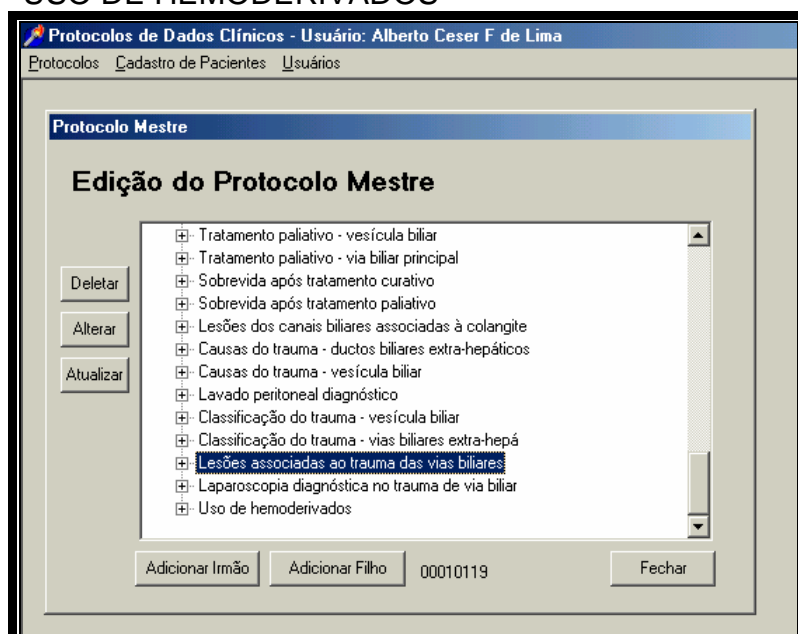 USO DE HEMODERIVADOS
Protocolos de Dados Clínicos - Usuário: Alberto Ceser F de Lima
Protocolos Cadastro de Pacientes Usuários
Protocolo Mestre
Edição do Protocolo Mestre
Tratamento paliativo - vesícula biliar
Tratamento paliativo - via biliar principal
Sobrevida após tratamento curativo
Sobrevida após tratamento paliativo
Lesões dos canais biliares associadas à colangite
Causas do trauma - ductos biliares extra-hepáticos
Causas do trauma - vesícula biliar
Lavado peritoneal diagnóstico
Classificação do trauma - vesícula biliar
Classificação do trauma - vias biliares extra-hepá
Lesões associadas ao trauma das vias biliares
Laparoscopia diagnóstica no trauma de via biliar
Uso de hemoderivados
Deletar
Alterar
Atualizar
Adicionar Irmão Adicionar Filho 00010119 Fechar